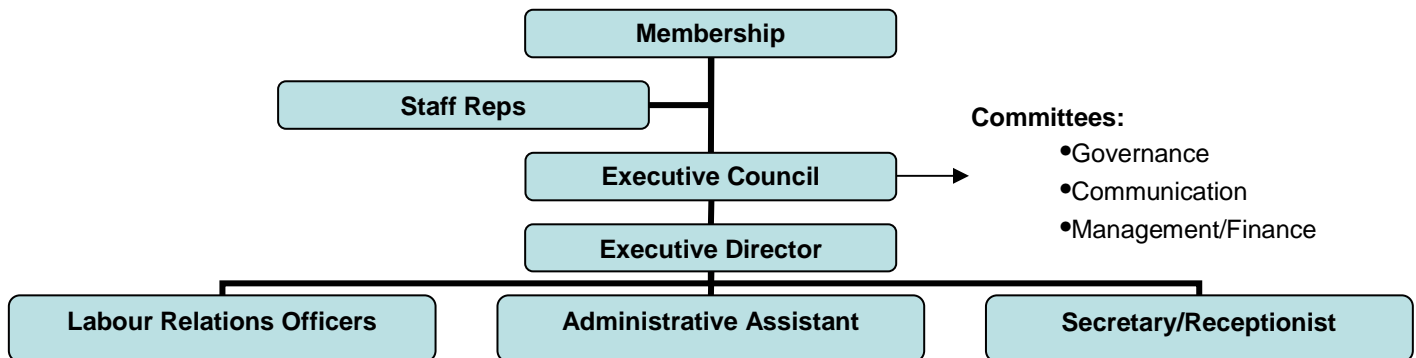 Membership
Staff Reps
Committees:
•Governance
Executive Council
•Communication
•Management/Finance
Executive Director
Labour Relations Officers
Administrative Assistant
Secretary/Receptionist